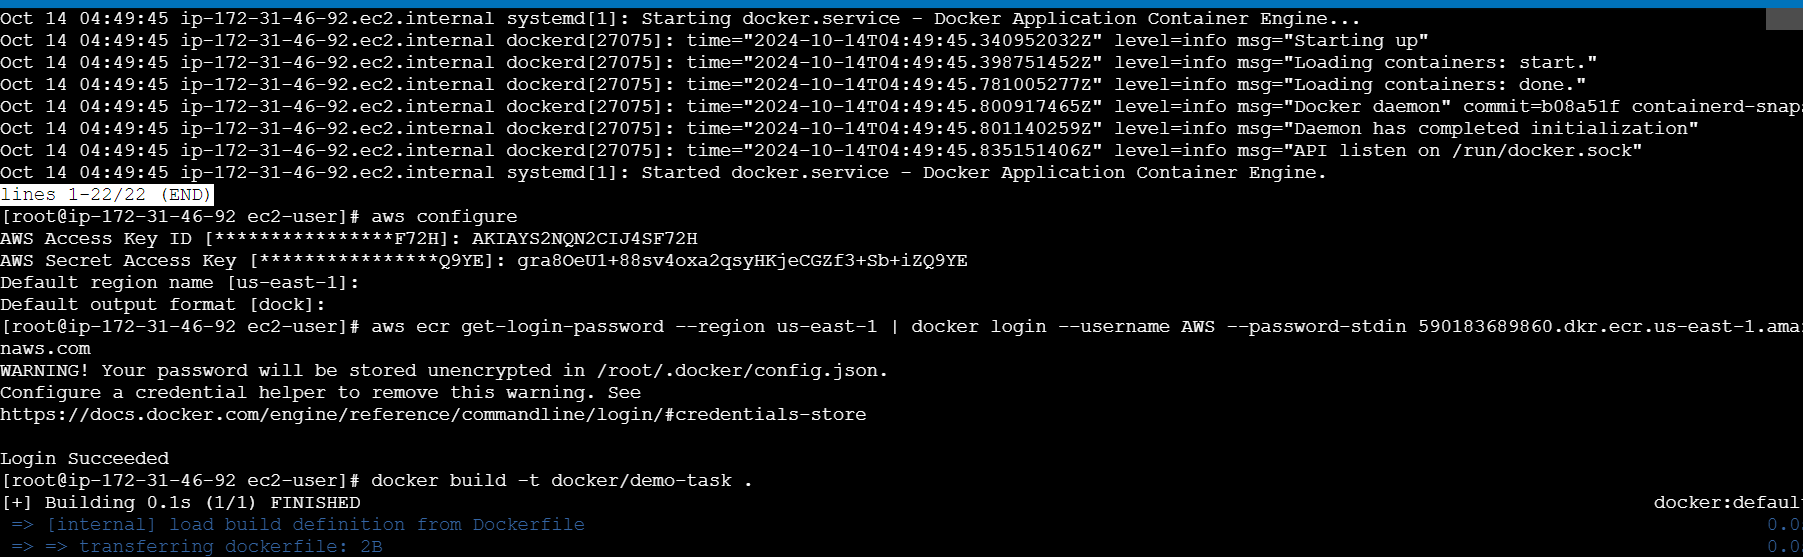 Oct 14 04:49:45 ip-172-31-46-92.ec2.internal systemd[1]: Starting docker.service - Docker Application Container Engine...
Oct 14 04:49:45 ip-172-31-46-92.ec2.internal dockerd[27075]: time="2024-10-14T04:49:45.340952032Z" level=info msg="Starting up"
Oct 14 04:49:45 ip-172-31-46-92.ec2.internal dockerd[27075]: time="2024-10-14T04:49:45.398751452Z" level=info msg="Loading containers: start."
Oct 14 04:49:45 ip-172-31-46-92.ec2.internal dockerd[27075]: time="2024-10-14T04:49:45.781005277Z" level=info msg="Loading containers: done."
Oct 14 04:49:45 ip-172-31-46-92.ec2.internal dockerd[27075]: time="2024-10-14T04:49:45.800917465Z" level=info msg="Docker daemon" commit=b08a51f containerd-snaps
Oct 14 04:49:45 ip-172-31-46-92.ec2.internal dockerd[27075]: time="2024-10-14T04:49:45.801140259Z" level=info msg="Daemon has completed initialization"
Oct 14 04:49:45 ip-172-31-46-92.ec2.internal dockerd[27075]: time="2024-10-14T04:49:45.835151406Z" level=info msg="API listen on /run/docker.sock"
Oct 14 04:49:45 ip-172-31-46-92.ec2.internal systemd[1]: Started docker.service - Docker Application Container Engine.
lines 1-22/22 (END)
[root@ip-172-31-46-92 ec2-user]# aws configure
AWS Access Key ID [****************F72H]: AKIAYS2NQN2CIJ4SF72H
AWS Secret Access Key [****************Q9YE]: 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
Default region name [us-east-1]:
Default output format [dock]:
[root@ip-172-31-46-92 ec2-user]# aws ecr get-login-password --region us-east-1 | docker login --username AWS --password-stdin 590183689860.dkr.ecr.us-east-1.ama
naws.com
WARNING! Your password will be stored unencrypted in /root/.docker/config.json.
Configure a credential helper to remove this warning. See
https://docs.docker.com/engine/reference/commandline/login/#credentials-store
Login Succeeded
[root@ip-172-31-46-92 ec2-user]# docker build -t docker/demo-task .
[+] Building 0.1s (1/1) FINISHED docker:default
=> [internal] load build definition from Dockerfile 0.0
=> => transferring dockerfile: 2B 0.0